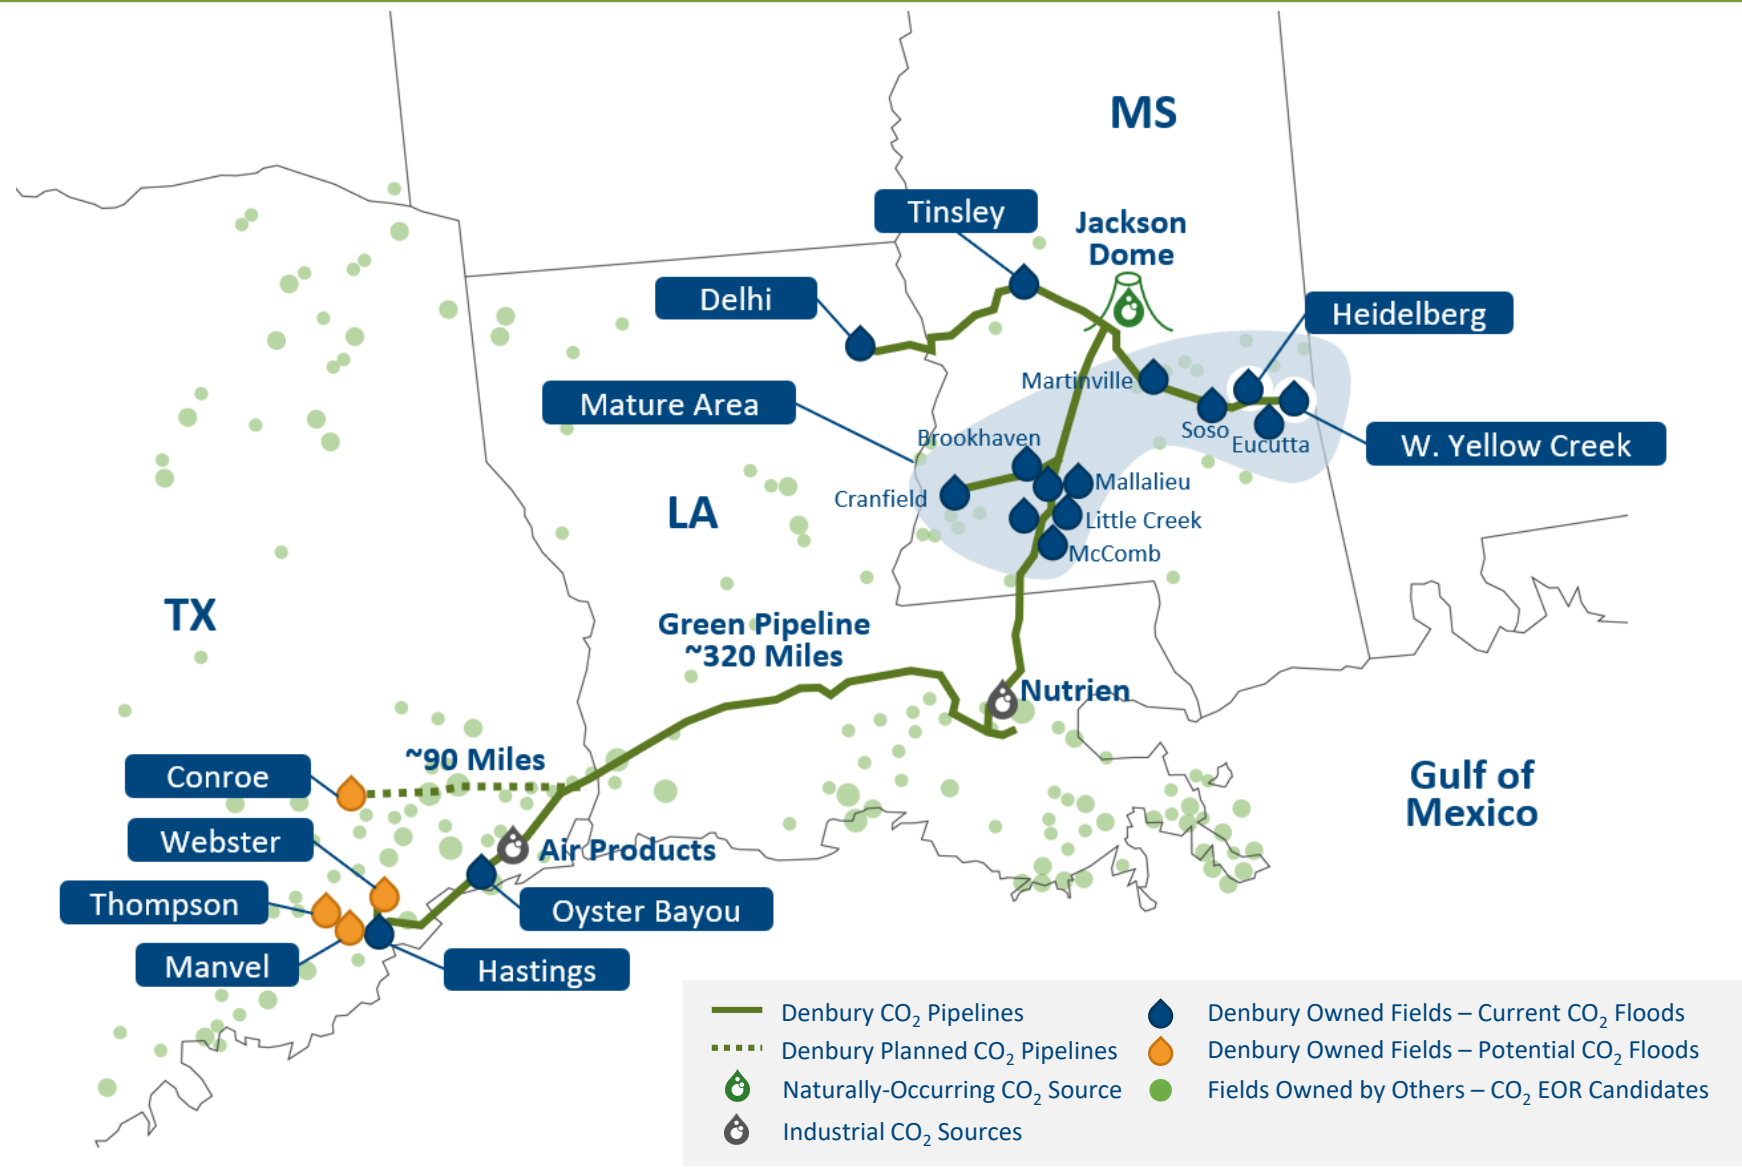 MS
Tinsley
Jackson
Dome
Delhi
Heidelberg
Martinville
Mature Area
Brookhaven
Soso
Eucutta
W. Yellow Creek
Cranfield
Mallalieu
LA
Little Creek
McComb
TX
Green Pipeline
~320 Miles
Nutrien
~90 Miles
Conroe
Gulf of
Mexico
Webster
Air Products
Thompson
Oyster Bayou
Manvel
Hastings
Denbury CO2 Pipelines
Denbury Planned CO2 Pipelines
Naturally-Occurring CO2 Source
Industrial CO2 Sources
Denbury Owned Fields – Current CO2 Floods
Denbury Owned Fields – Potential CO2 Floods
Fields Owned by Others – CO2 EOR Candidates